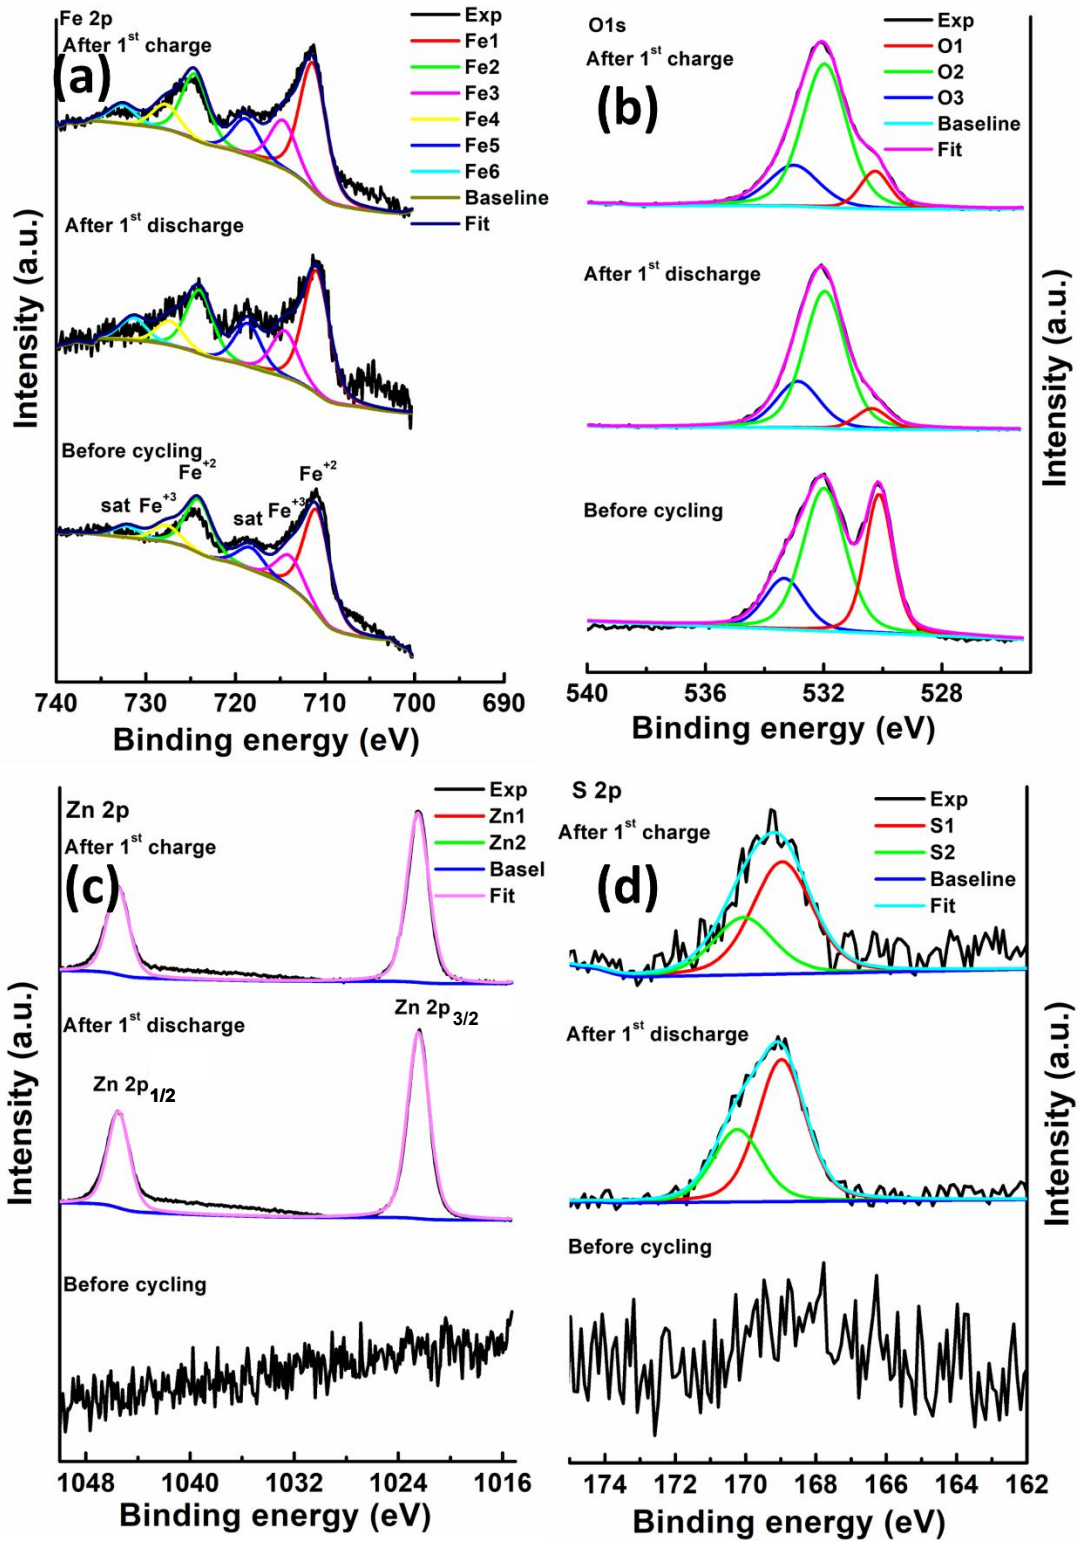 Fe 2p
After 1st charge
(a)
Exp
Fe1
Fe2
Fe3
Fe4
Fe5
Fe6
Baseline
Fit
After 1st discharge
Before cycling
sat
Fe+3
Fe+2
sat
Fe+3
Fe+2
Intensity (a.u.)
740 730 720 710 700 690
Binding energy (eV)
O1s
After 1st charge
(b)
Exp
O1
O2
O3
Baseline
Fit
After 1st discharge
Before cycling
Intensity (a.u.)
540 536 532 528
Binding energy (eV)
Zn 2p
After 1st charge
(c)
Exp
Zn1
Zn2
Basel
Fit
After 1st discharge
Zn 2p3/2
Zn 2p1/2
Before cycling
Intensity (a.u.)
1048 1040 1032 1024 1016
Binding energy (eV)
S 2p
After 1st charge
(d)
Exp
S1
S2
Baseline
Fit
After 1st discharge
Before cycling
Intensity (a.u.)
174 172 170 168 166 164 162
Binding energy (eV)